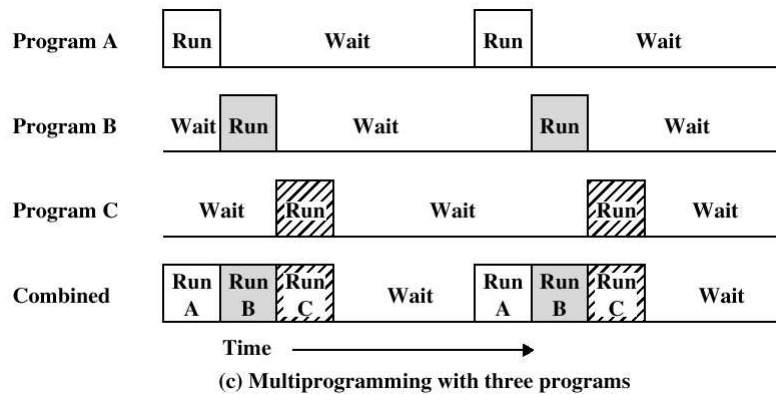 Program A Run Wait Run Wait
Program B Wait Run Wait Run Wait
Program C Wait Run Wait Run Wait
Combined Run A Run B Run C Wait Run A Run B Run C Wait
Time
(c) Multiprogramming with three programs